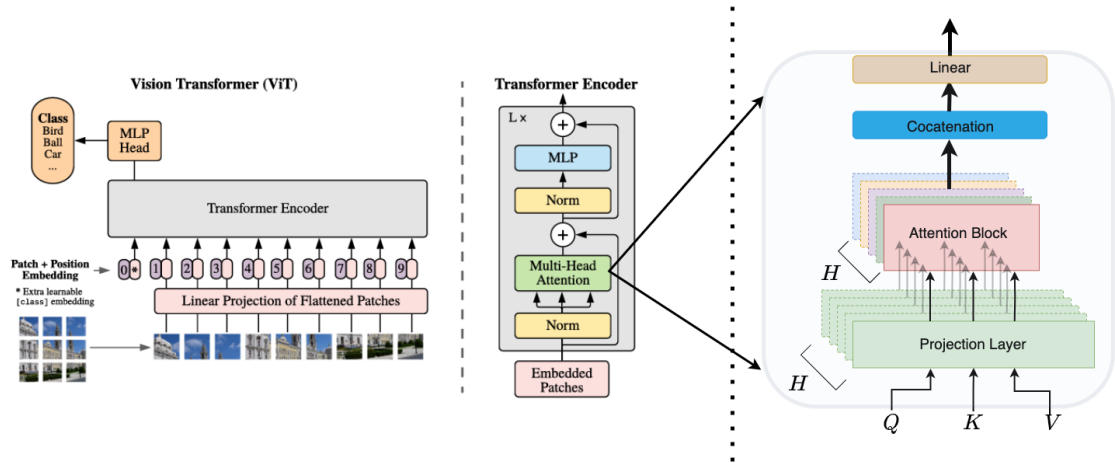 Vision Transformer (ViT)
Class
Bird
Ball
Car
...
MLP
Head
Transformer Encoder
Patch + Position
Embedding
0 * 1 2 3 4 5 6 7 8 9
* Extra learnable
[class] embedding
Linear Projection of Flattened Patches
Transformer Encoder
L x
+
MLP
Norm
+
Multi-Head
Attention
Norm
Embedded
Patches
Linear
Cocatenation
Attention Block
H
Projection Layer
H
Q K V